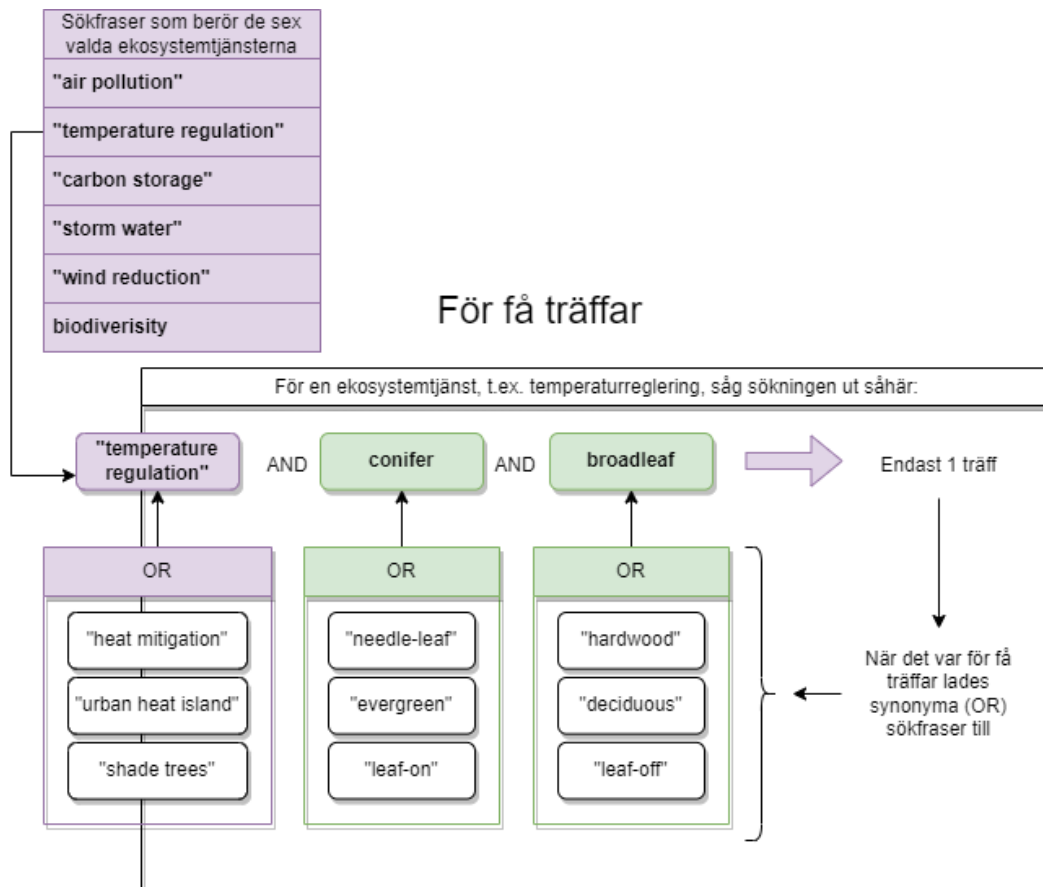 Sökfraser som berör de sex
valda ekosystemtjänsterna
"air pollution"
"temperature regulation"
"carbon storage"
"storm water"
"wind reduction"
biodiverisity
För få träffar
För en ekosystemtjänst, t.ex. temperaturreglering, såg sökningen ut såhär:
"temperature
regulation"
AND
conifer
AND
broadleaf
Endast 1 träff
OR
"heat mitigation"
"urban heat island"
"shade trees"
OR
"needle-leaf"
"evergreen"
"leaf-on"
OR
"hardwood"
"deciduous"
"leaf-off"
När det var för få
träffar lades
synonyma (OR)
sökfraser till